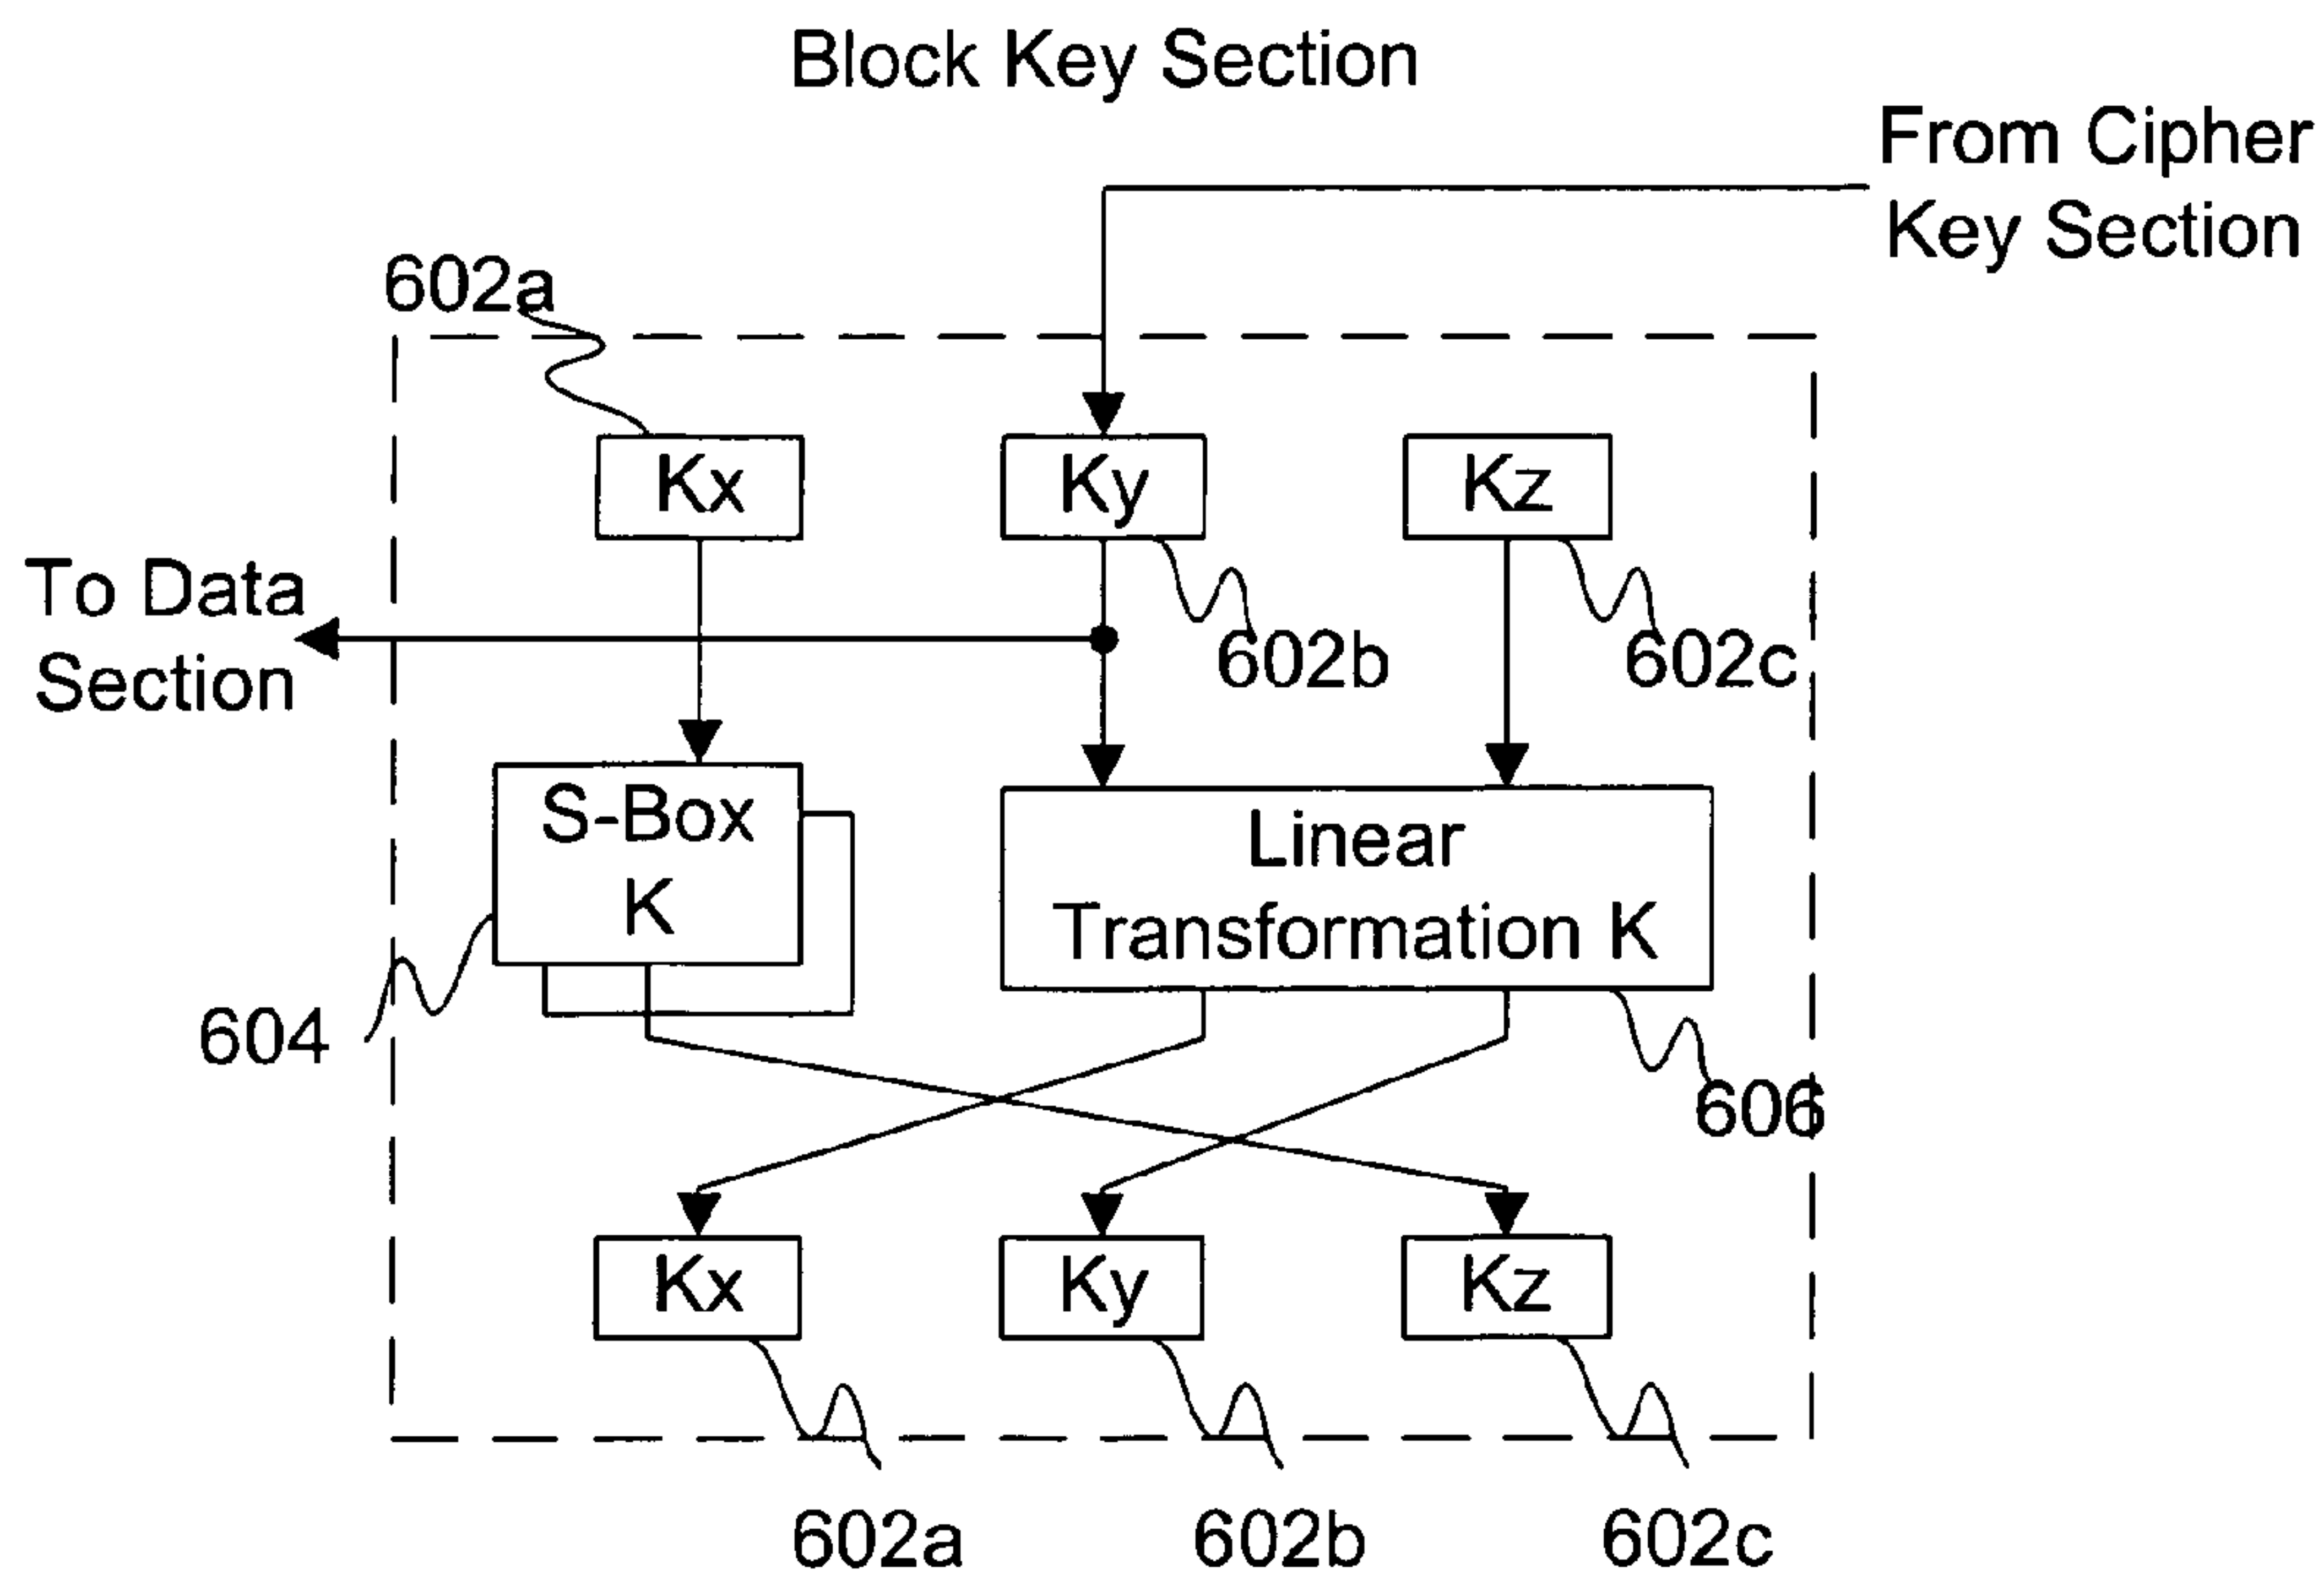 Block Key Section
From Cipher
Key Section
602a
Kx
Ky
Kz
To Data
Section
602b
602c
S-Box
K
Linear
Transformation K
604
606
Kx
Ky
Kz
602a
602b
602c